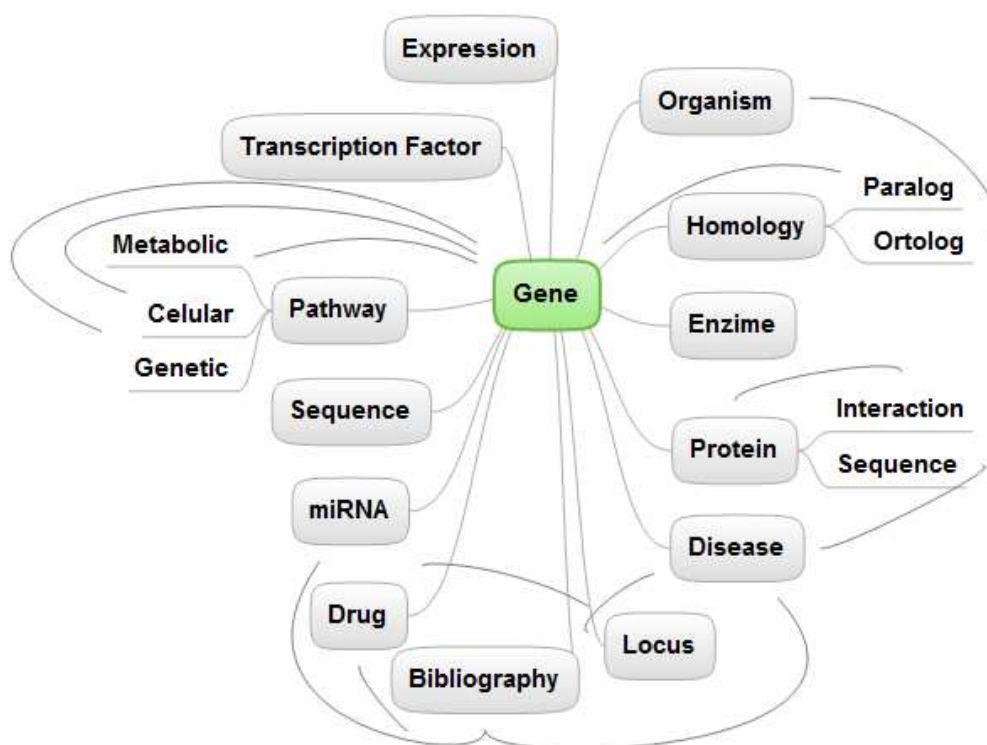 Expression
Organism
Transcription Factor
Paralog
Homology
Ortolog
Metabolic
Gene
Celular
Pathway
Enzime
Genetic
Sequence
Interaction
Protein
Sequence
miRNA
Disease
Drug
Locus
Bibliography